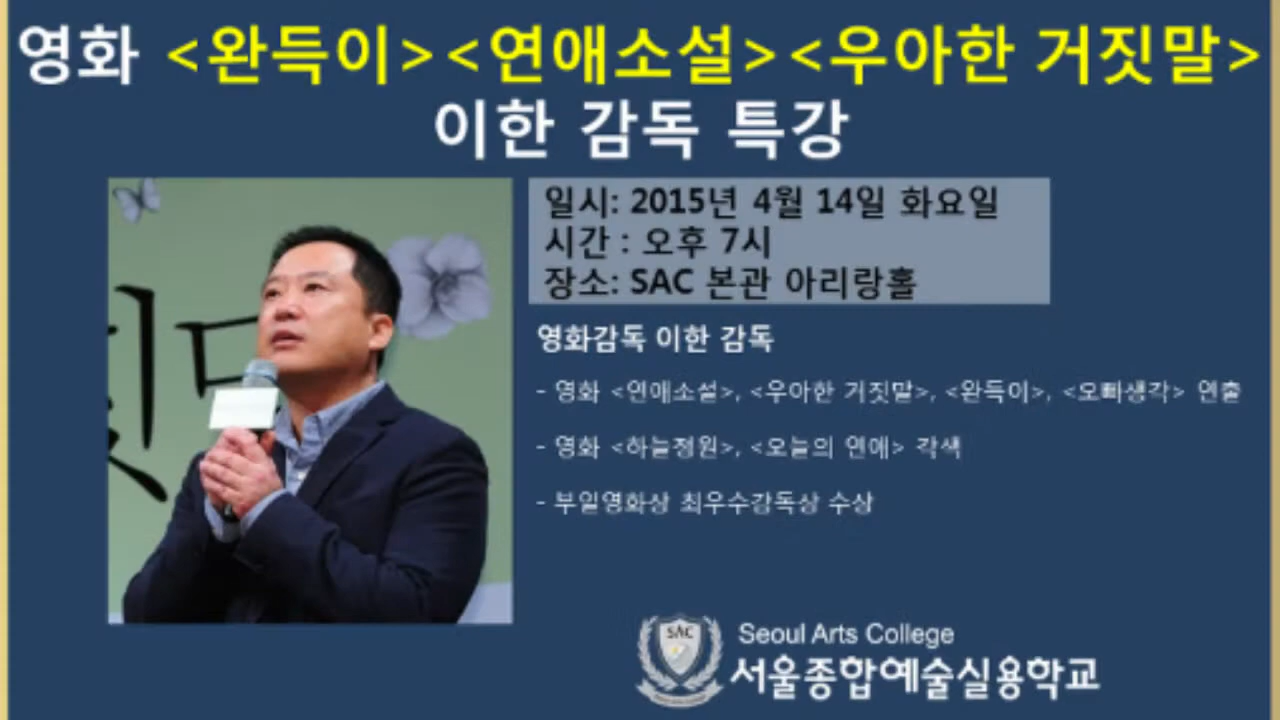 영화 <완득이><연애소설><우아한 거짓말>
이한 감독 특강
일시: 2015년 4월 14일 화요일
시간 : 오후 7시
장소: SAC 본관 아리랑홀
영화감독 이한 감독
- 영화 <연애소설>, <우아한 거짓말>, <완득이>, <오빠생각> 연출
- 영화 <하늘정원>, <오늘의 연애> 각색
- 부일영화상 최우수감독상 수상
SAC
Seoul Arts College
서울종합예술실용학교